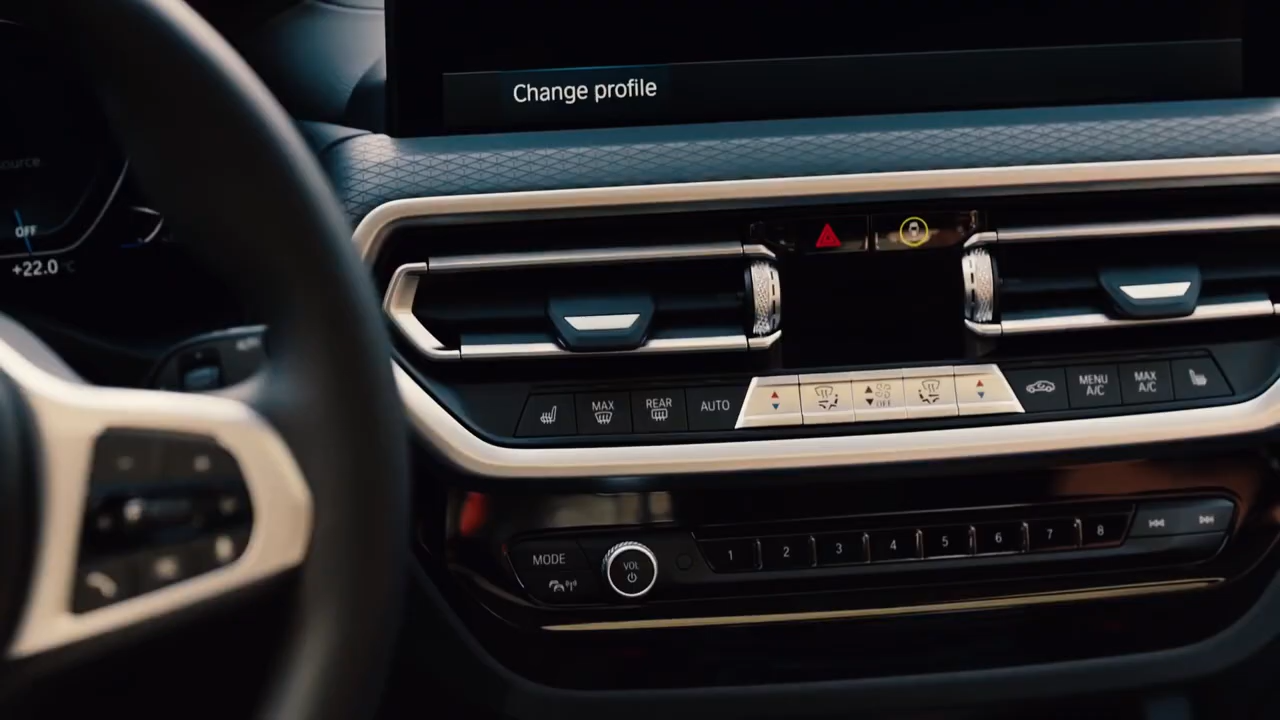 Change profile
OFF
+22.0 °C
MAX
REAR
AUTO
OFF
MENU
A/C
MAX
A/C
MODE
VOL
1 2 3 4 5 6 7 8